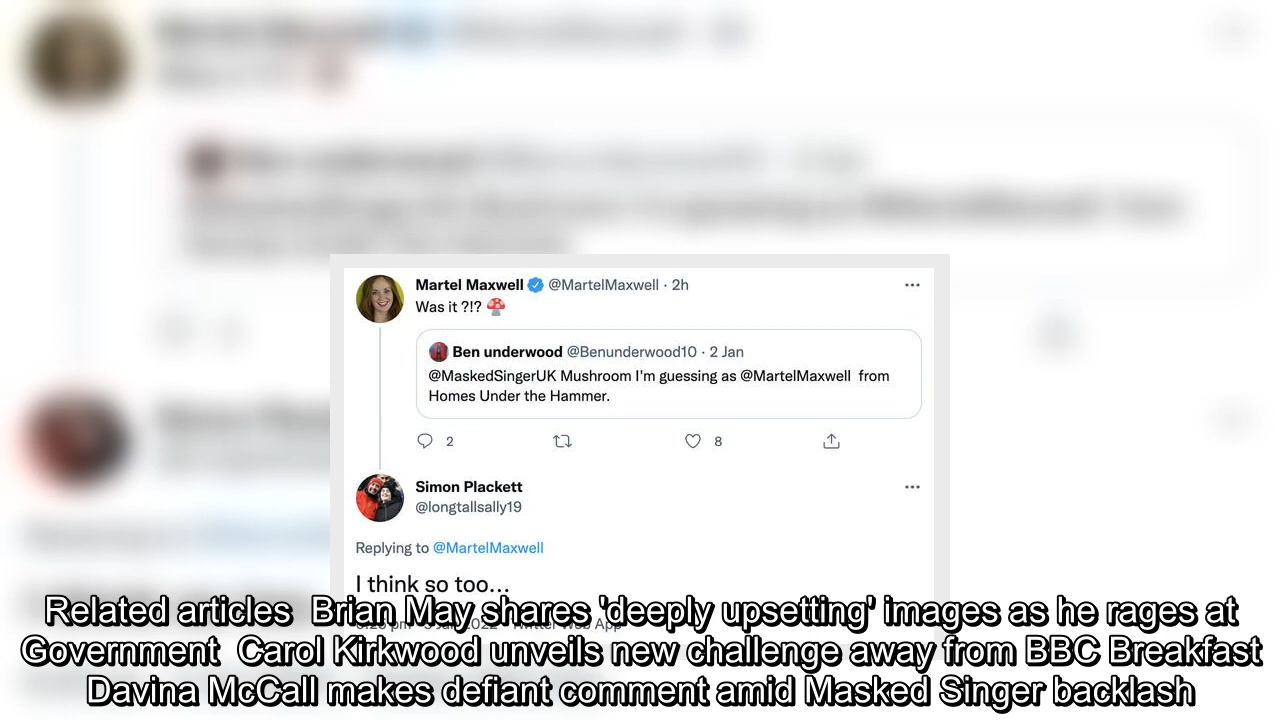 Martel Maxwell @MartelMaxwell · 2h
Was it ?!? 🍄
Ben underwood @Benunderwood10 · 2 Jan
@MaskedSingerUK Mushroom I'm guessing as @MartelMaxwell from
Homes Under the Hammer.
2 8
Simon Plackett
@longtallsally19
Replying to @MartelMaxwell
I think so too...
Related articles Brian May shares 'deeply upsetting' images as he rages at
Government Carol Kirkwood unveils new challenge away from BBC Breakfast
Davina McCall makes defiant comment amid Masked Singer backlash